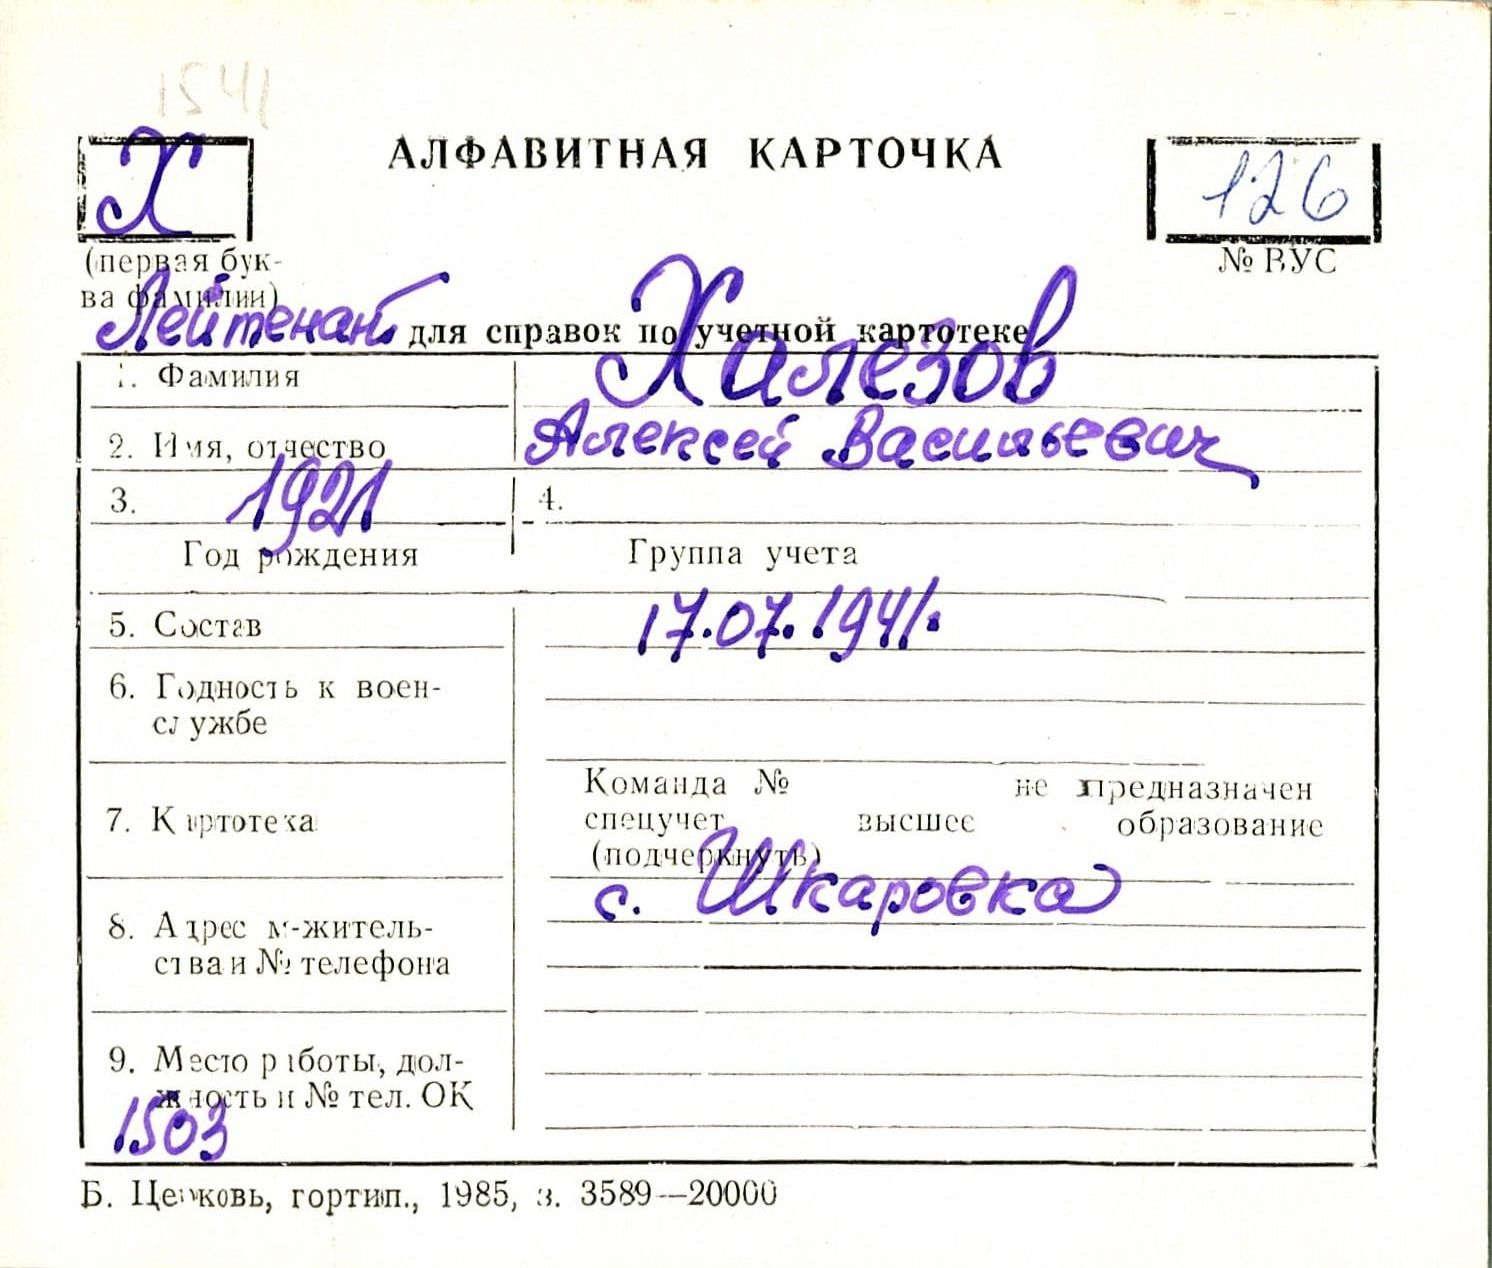 1541
Х
АЛФАВИТНАЯ КАРТОЧКА
126
(первая бук-
ва фамилии)
№ ВУС
Лейтенант для справок по учетной картотеке
1. Фамилия Халезов
2. Имя, отчество Алексей Васильевич
3. 1921 4.
Год рождения Группа учета
5. Состав 17.07.1941.
6. Годность к воен-
службе
Команда № не предназначен
7. Картотека спецучет высшее образование
(подчеркнуть)
с. Шкаровка
8. Адрес м-житель-
ства и № телефона
9. Место работы, дол-
жность и № тел. ОК
1503
Б. Церковь, гортип., 1985, з. 3589—20000